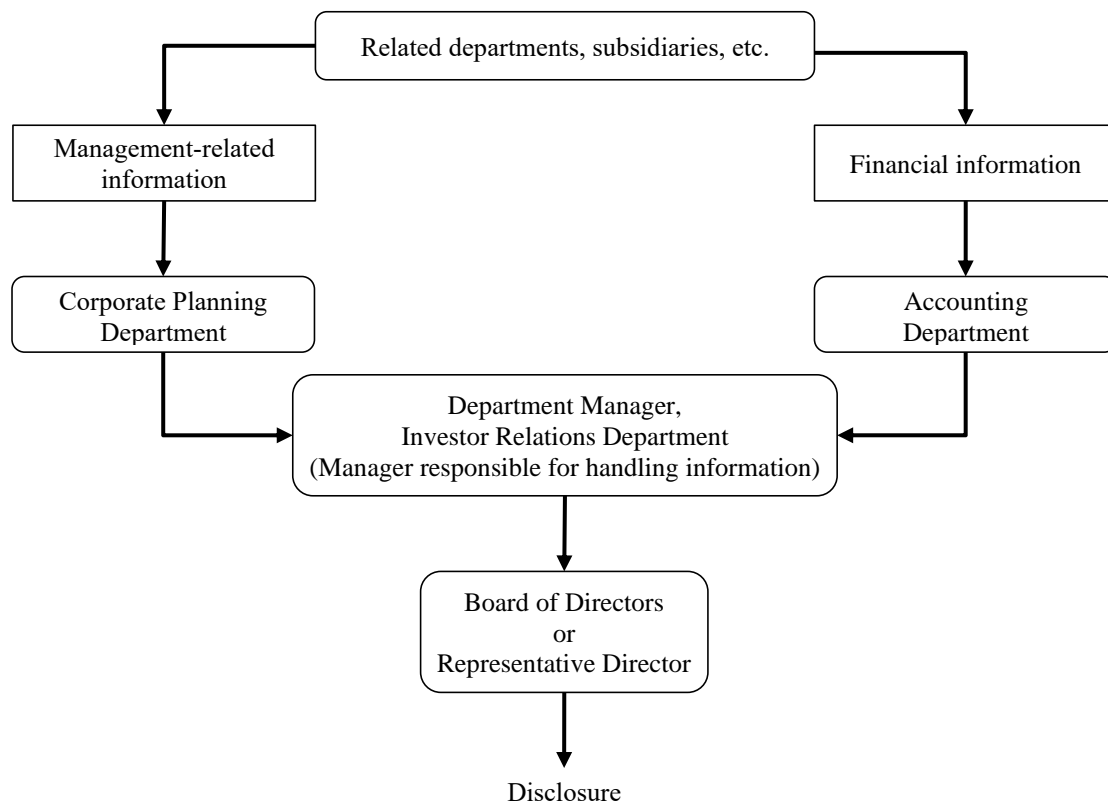 Related departments, subsidiaries, etc.
Management-related
information
Financial information
Corporate Planning
Department
Accounting
Department
Department Manager,
Investor Relations Department
(Manager responsible for handling information)
Board of Directors
or
Representative Director
Disclosure